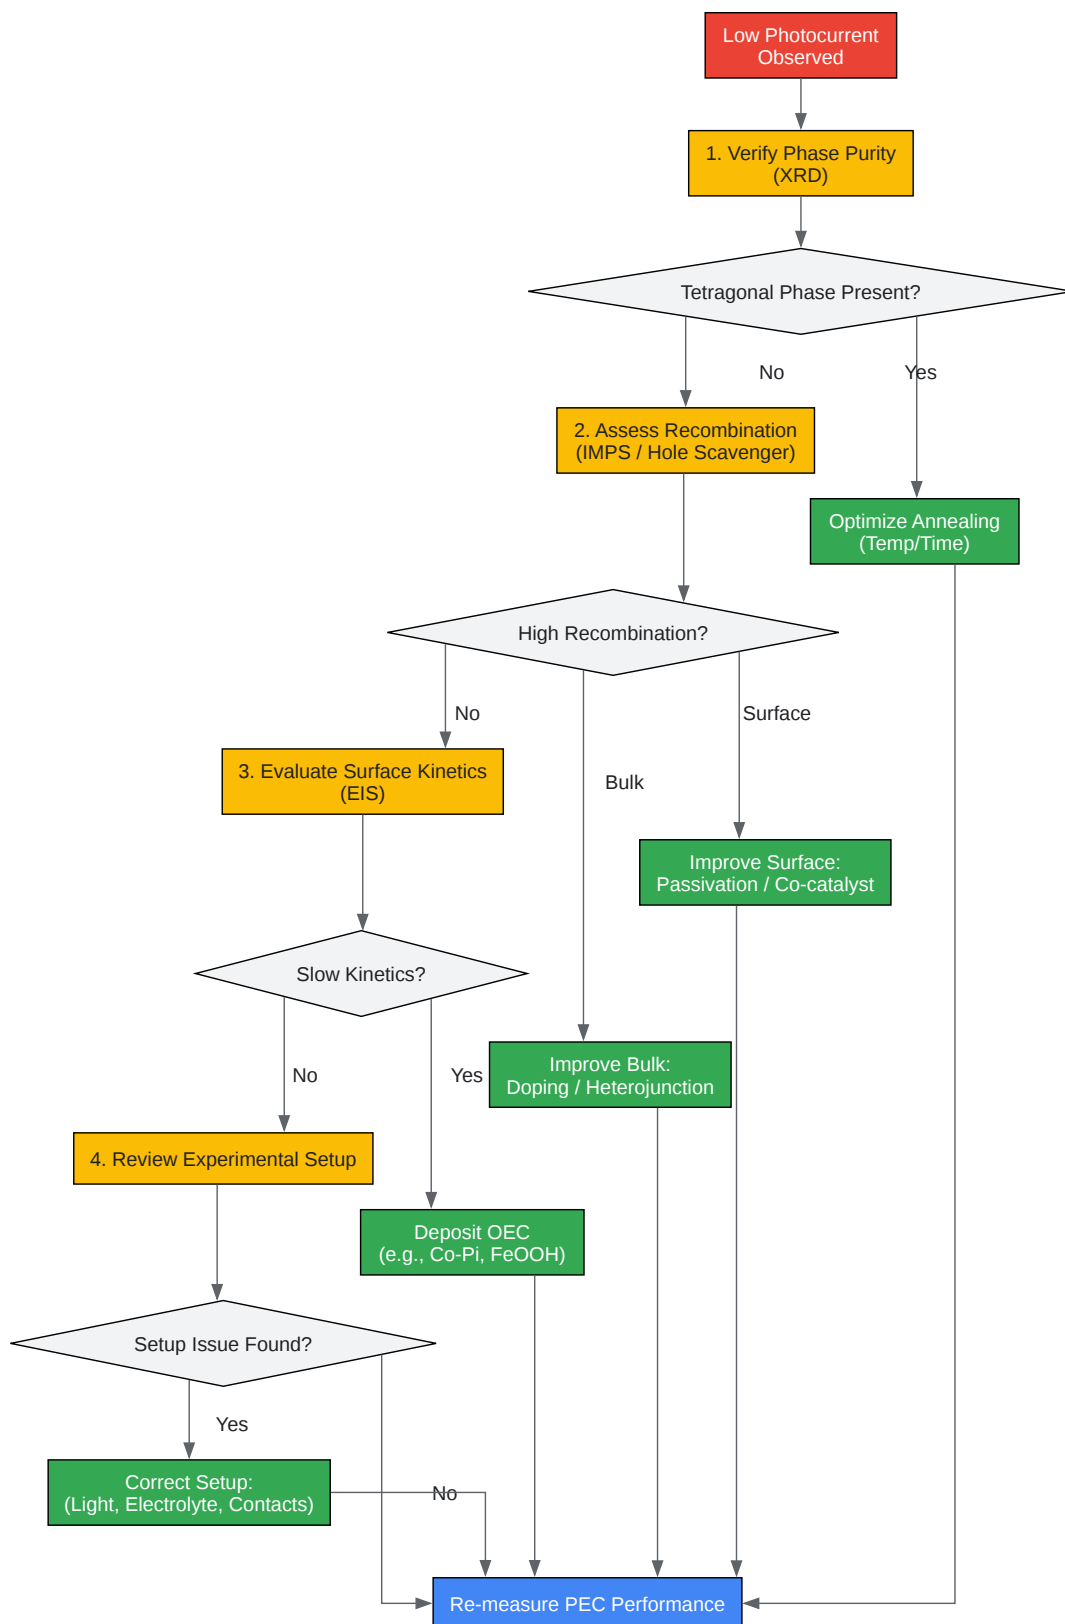 Low Photocurrent
Observed
1. Verify Phase Purity
(XRD)
Tetragonal Phase Present?
No
Yes
2. Assess Recombination
(IMPS / Hole Scavenger)
Optimize Annealing
(Temp/Time)
High Recombination?
No
Surface
Bulk
3. Evaluate Surface Kinetics
(EIS)
Improve Surface:
Passivation / Co-catalyst
Slow Kinetics?
No
Yes
Improve Bulk:
Doping / Heterojunction
4. Review Experimental Setup
Deposit OEC
(e.g., Co-Pi, FeOOH)
Setup Issue Found?
Yes
No
Correct Setup:
(Light, Electrolyte, Contacts)
Re-measure PEC Performance